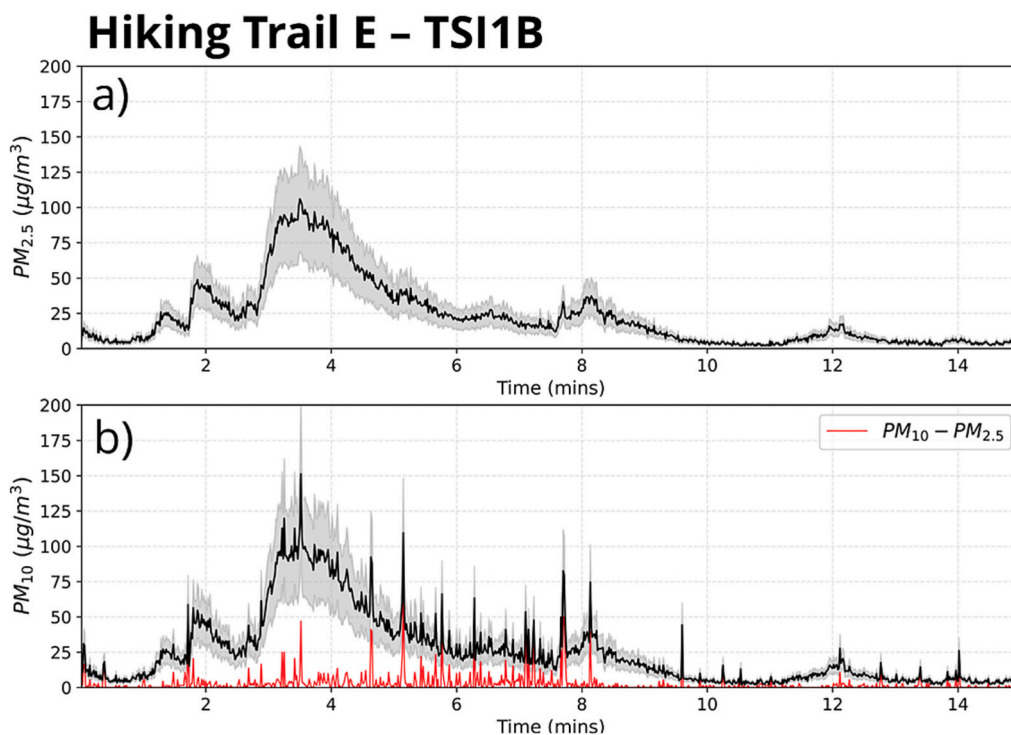 Hiking Trail E – TSI1B
a)
200
175
150
125
100
75
50
25
0
PM2.5 (μg/m³)
2 4 6 8 10 12 14
Time (mins)
b)
PM10 − PM2.5
200
175
150
125
100
75
50
25
0
PM10 (μg/m³)
2 4 6 8 10 12 14
Time (mins)